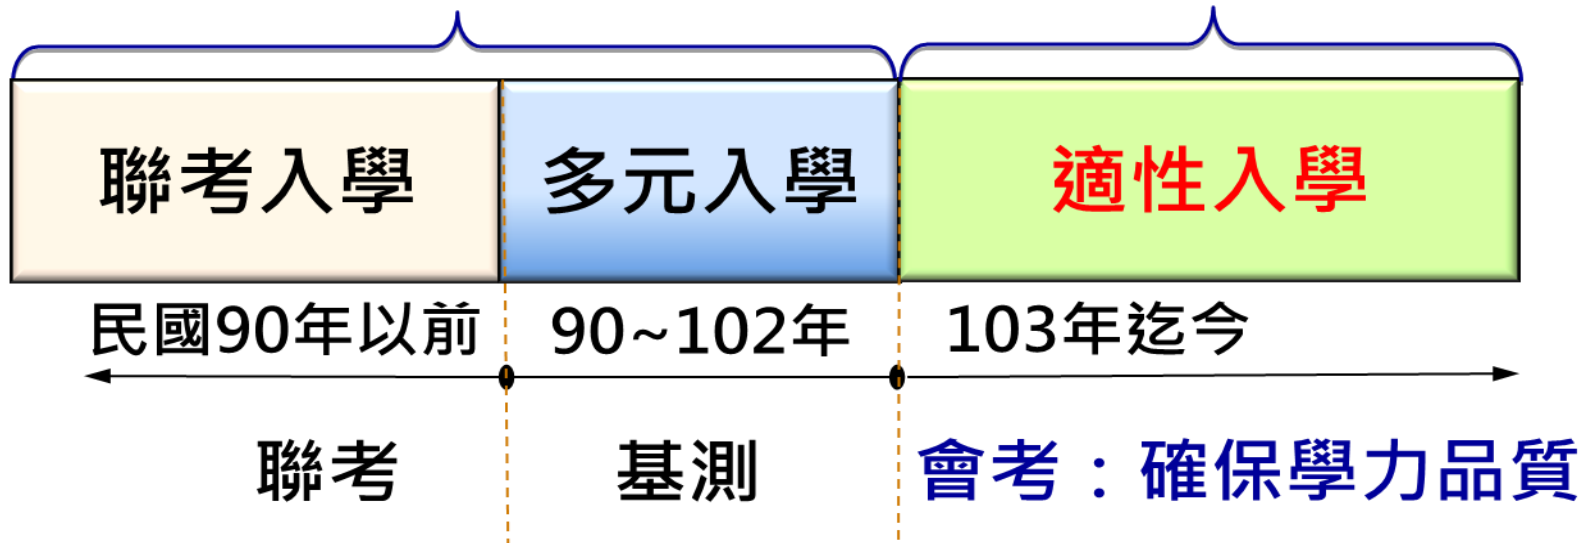 聯考入學 多元入學 適性入學
民國90年以前 90~102年 103年迄今
聯考 基測 會考：確保學力品質